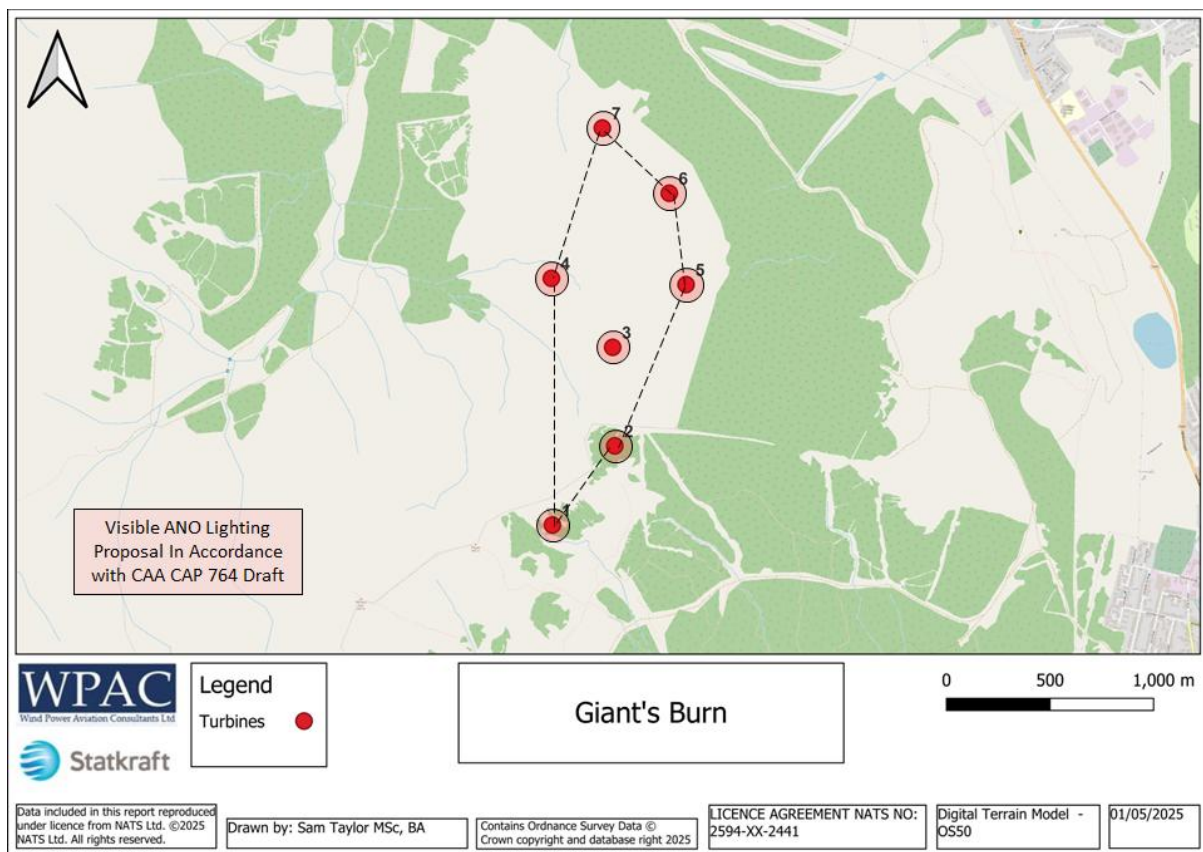 7
6
4
5
3
2
1
Visible ANO Lighting
Proposal In Accordance
with CAA CAP 764 Draft
WPAC
Wind Power Aviation Consultants Ltd
Statkraft
Legend
Turbines
Giant's Burn
0 500 1,000 m
Data included in this report reproduced
under licence from NATS Ltd. ©2025
NATS Ltd. All rights reserved.
Drawn by: Sam Taylor MSc, BA
Contains Ordnance Survey Data ©
Crown copyright and database right 2025
LICENCE AGREEMENT NATS NO:
2594-XX-2441
Digital Terrain Model -
OS50
01/05/2025